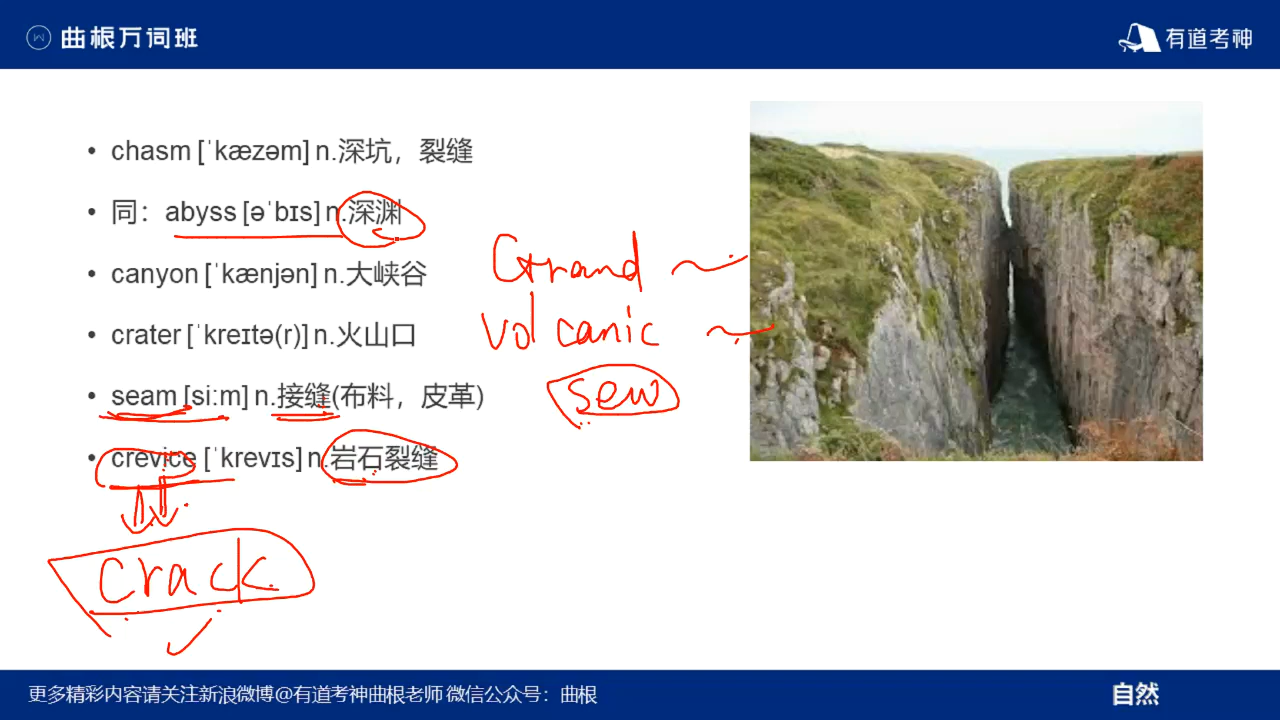 曲根万词班
有道考神
• chasm [ˈkæzəm] n.深坑，裂缝
• 同：abyss [əˈbɪs] n.深渊
• canyon [ˈkænjən] n.大峡谷
Grand ~
• crater [ˈkreɪtə(r)] n.火山口
volcanic ~
• seam [si:m] n.接缝(布料，皮革)
sew
• crevice [ˈkrevɪs] n.岩石裂缝
crack
更多精彩内容请关注新浪微博@有道考神曲根老师 微信公众号：曲根
自然